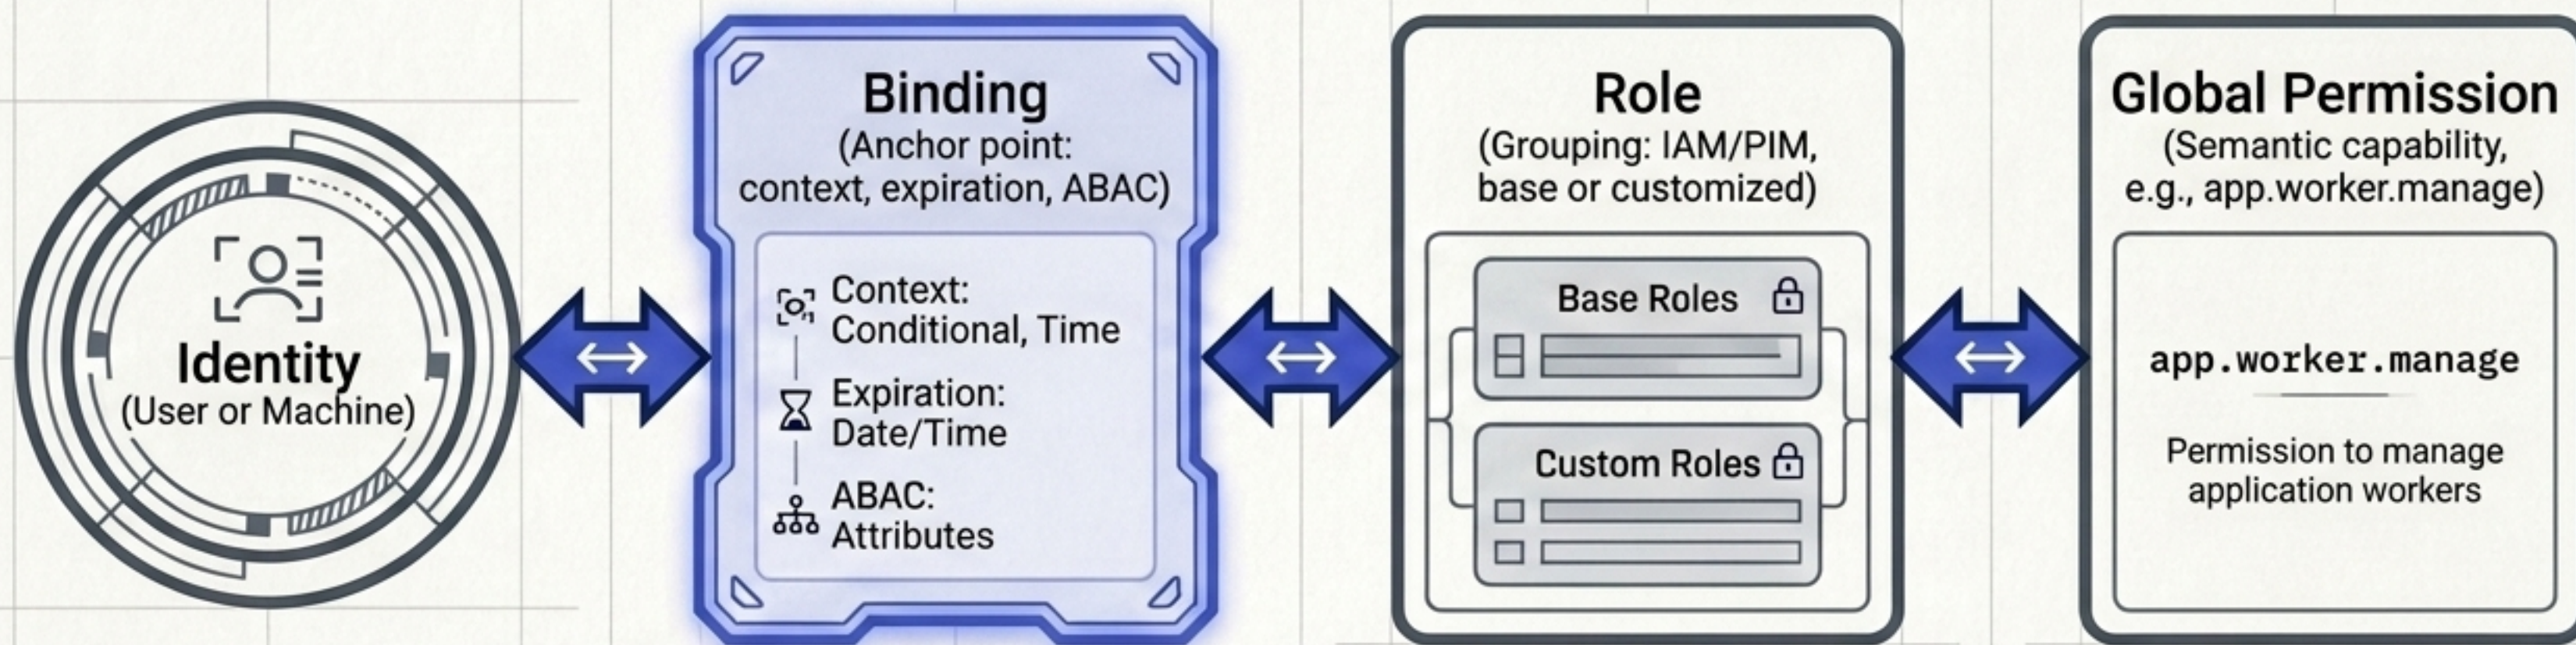 Identity
(User or Machine)
Binding
(Anchor point:
context, expiration, ABAC)
Context:
Conditional, Time
Expiration:
Date/Time
ABAC:
Attributes
Role
(Grouping: IAM/PIM,
base or customized)
Base Roles
Custom Roles
Global Permission
(Semantic capability,
e.g., app.worker.manage)
app.worker.manage
Permission to manage
application workers